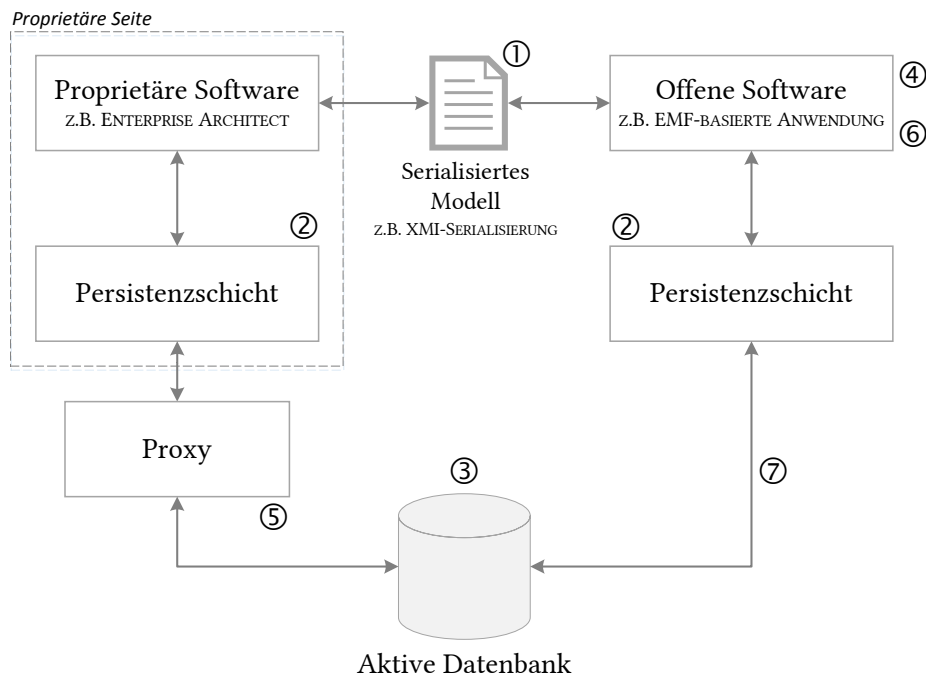 Proprietäre Seite
Proprietäre Software
z.B. Enterprise Architect
①
Serialisiertes
Modell
z.B. XMI-Serialisierung
Offene Software
z.B. EMF-basierte Anwendung
④
⑥
②
Persistenzschicht
②
Persistenzschicht
Proxy
⑤
③
⑦
Aktive Datenbank